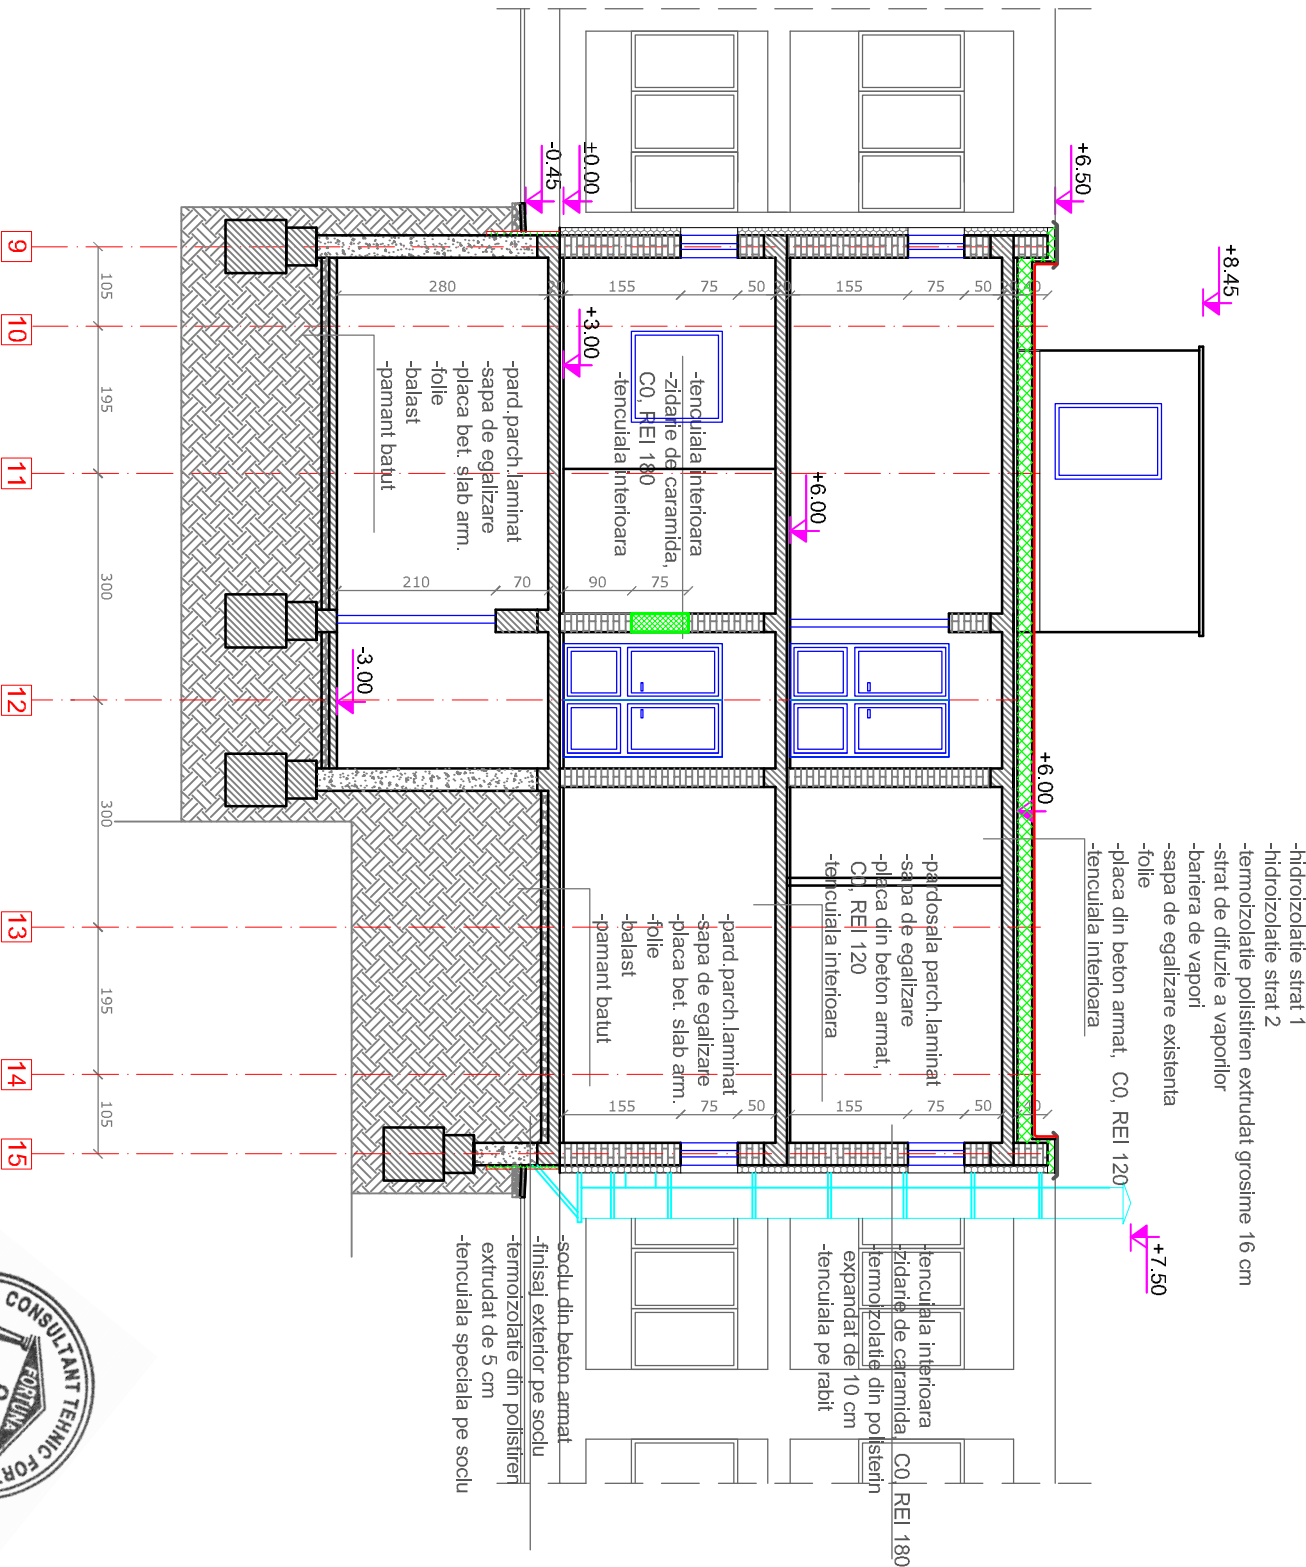 -hidroizolatie strat 1
-hidroizolatie strat 2
-termoizolatie polistiren extrudat grosime 16 cm
-strat de difuzie a vaporilor
-bariera de vapori
-sapa de egalizare existenta
-folie
-placa din beton armat, C0, REI 120
-tencuiala interioara
+8.45
+7.50
+6.50
+6.00
+6.00
+3.00
±0.00
-0.45
-3.00
-pardosala parch.laminat
-sapa de egalizare
-placa din beton armat,
C0, REI 120
-tencuiala interioara
-tencuiala interioara
-zidarie de caramida, C0, REI 180
-termoizolatie din polisterin
expandat de 10 cm
-tencuiala pe rabit
-tencuiala interioara
-zidarie de caramida,
C0, REI 180
-tencuiala interioara
-pard.parch.laminat
-sapa de egalizare
-placa bet. slab arm.
-folie
-balast
-pamant batut
-pard.parch.laminat
-sapa de egalizare
-placa bet. slab arm.
-folie
-balast
-pamant batut
-soclu din beton armat
-finisaj exterior pe soclu
-termoizolatie din polistiren
extrudat de 5 cm
-tencuiala speciala pe soclu
280 155 75 50 155 75 50
210 70 90 75
155 75 50 155 75 50
105 195 300 300 195 105
9 10 11 12 13 14 15
CONSULTANT TEHNIC
FORTUNA